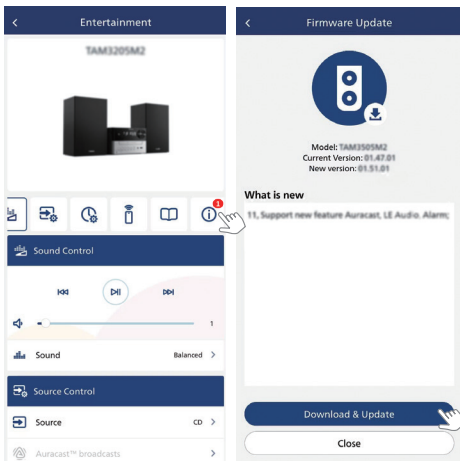 Entertainment
TAM3205M2
1
Sound Control
1
Sound
Balanced
Source Control
Source
CD
Auracast™ broadcasts
Firmware Update
Model: TAM3505M2
Current Version: 01.47.01
New version: 01.51.01
What is new
11, Support new feature Auracast, LE Audio. Alarm;
Download & Update
Close